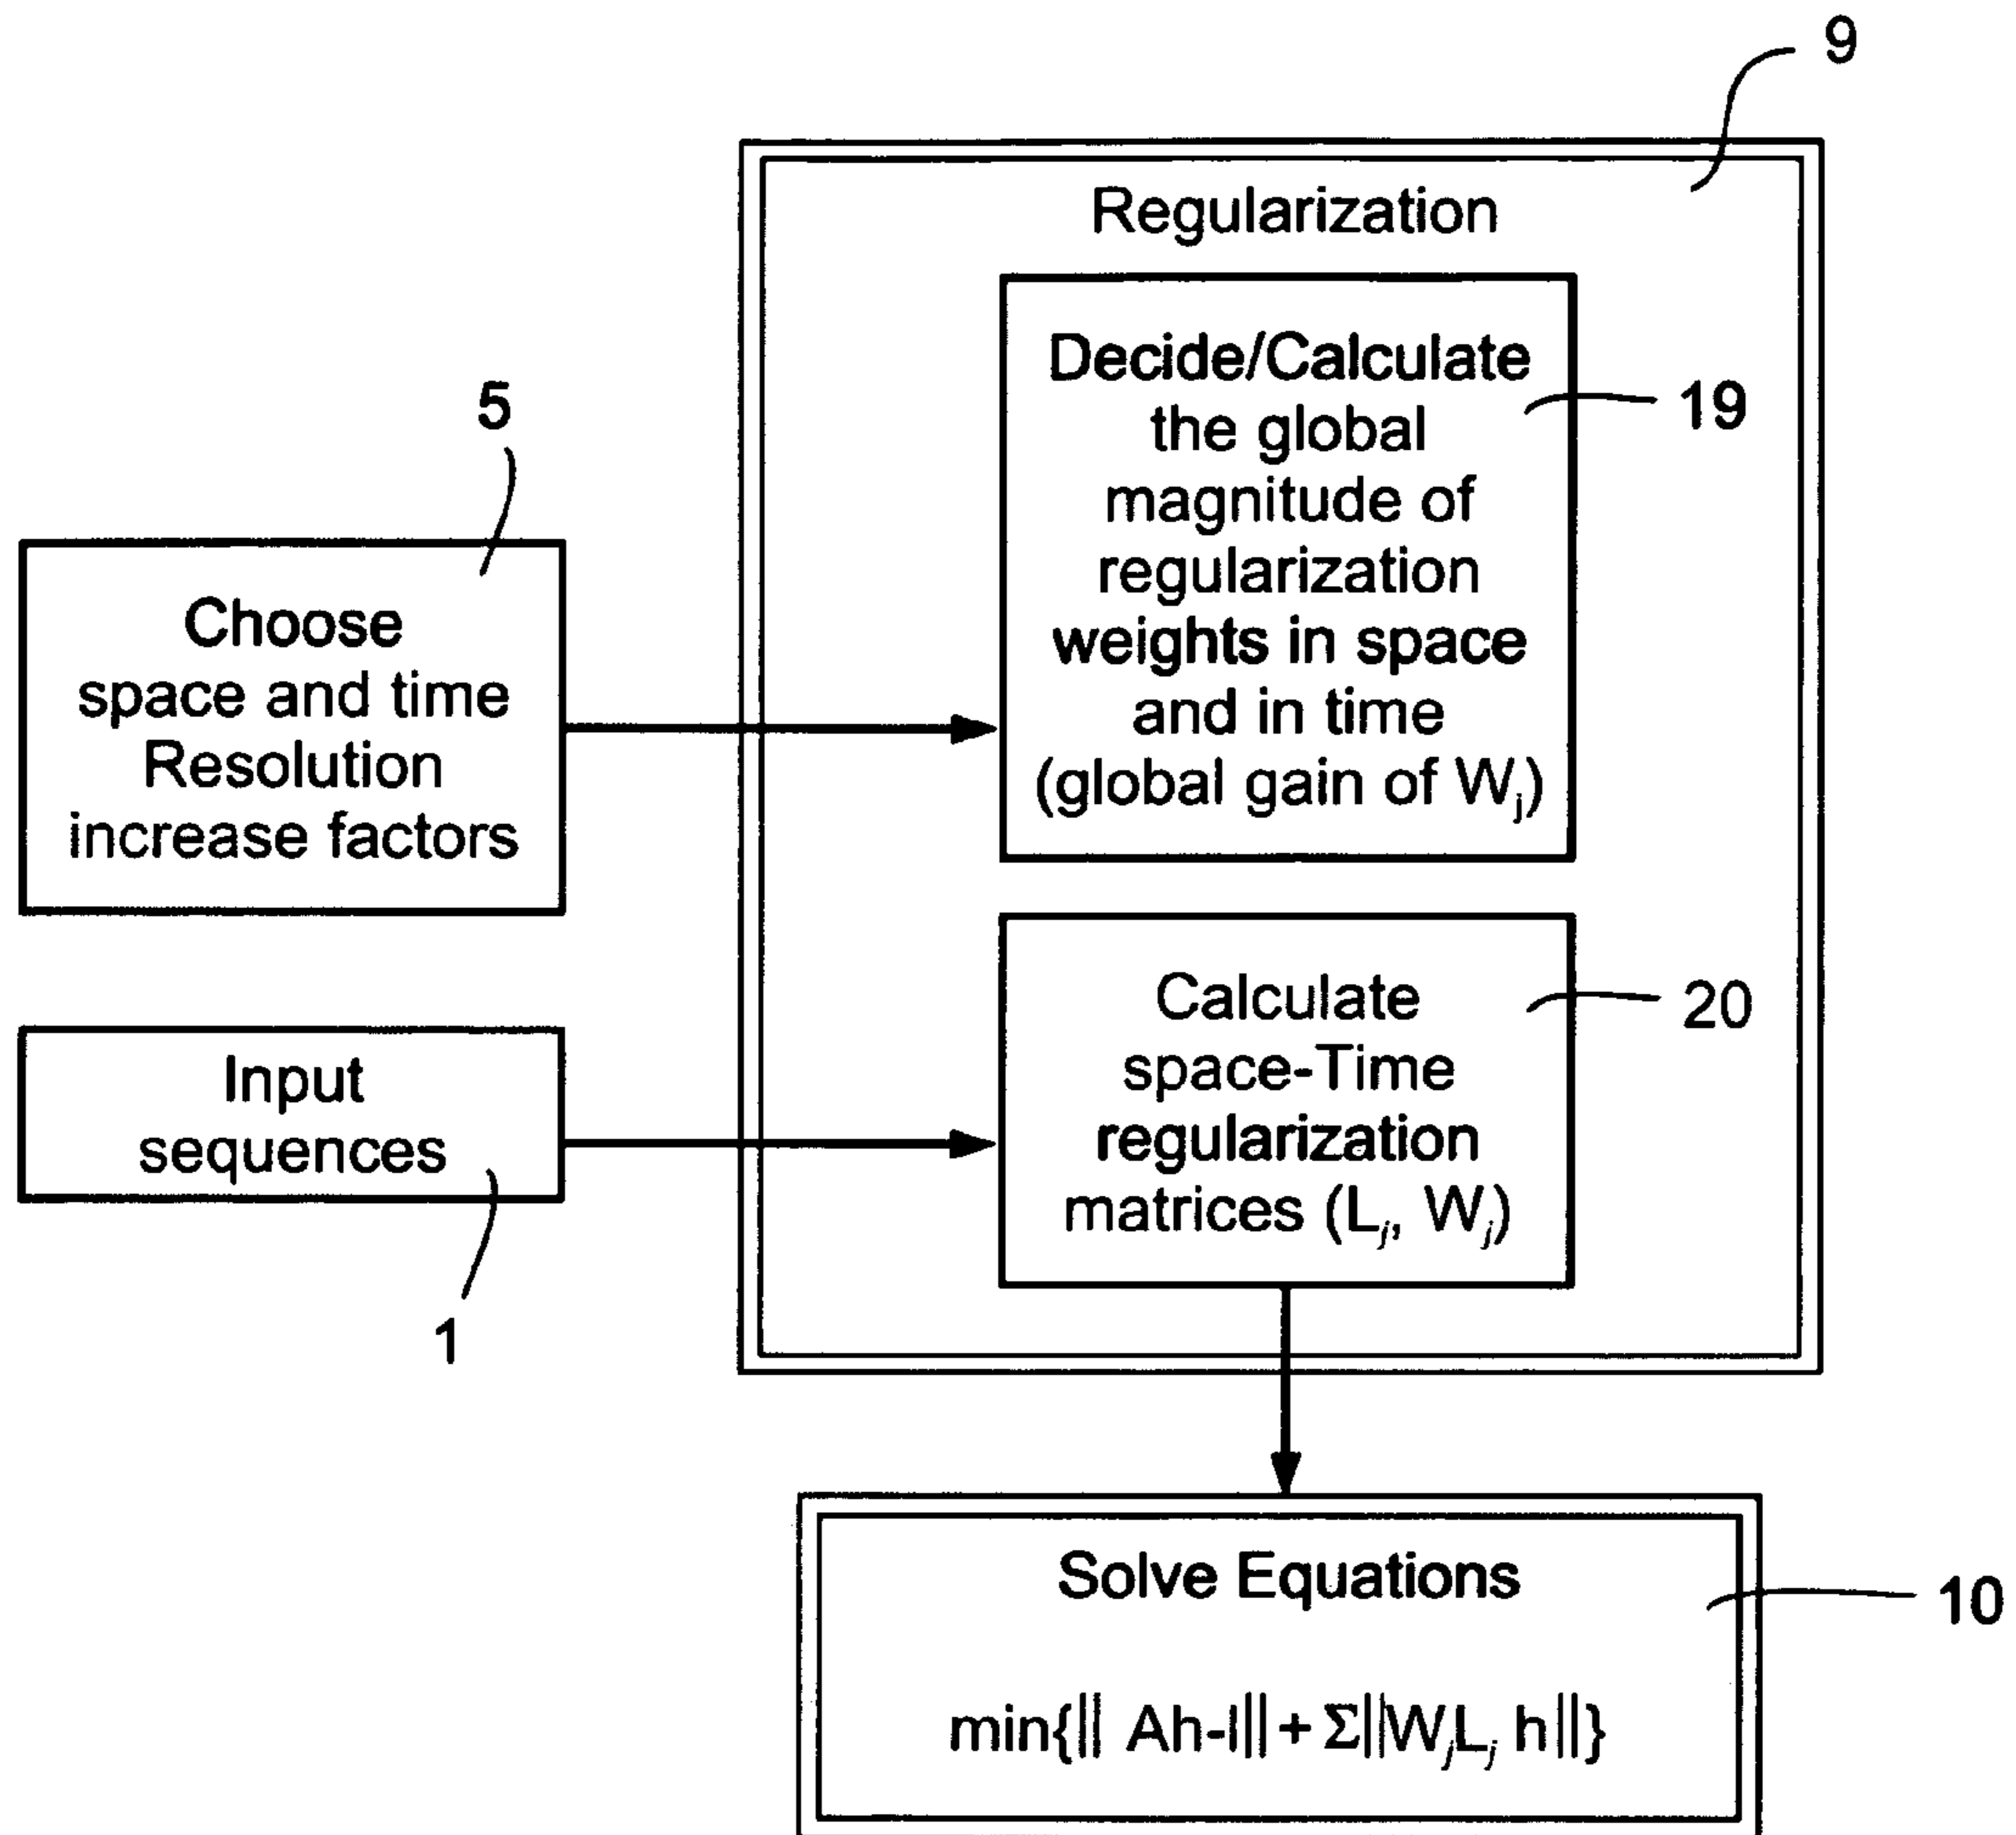 9
Regularization
Decide/Calculate
the global
magnitude of
regularization
weights in space
and in time
(global gain of Wj)
19
5
Choose
space and time
Resolution
increase factors
Input
sequences
1
Calculate
space-Time
regularization
matrices (Lj, Wj)
20
Solve Equations
min{|| Ah-l||+Σ||WjLj h||}
10